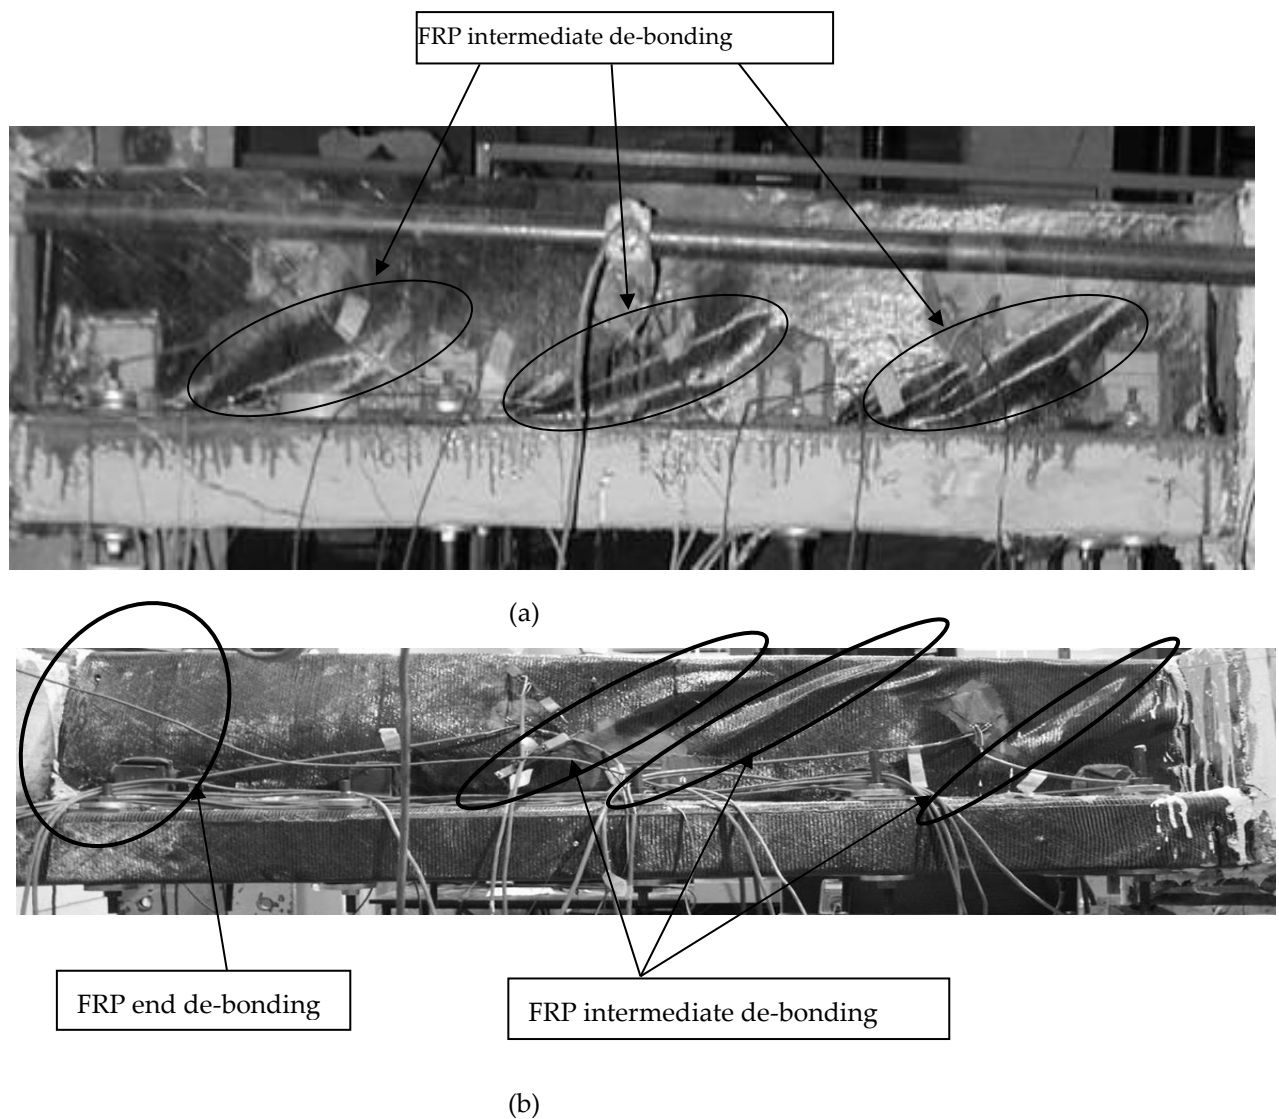 FRP intermediate de-bonding
(a)
FRP end de-bonding
FRP intermediate de-bonding
(b)